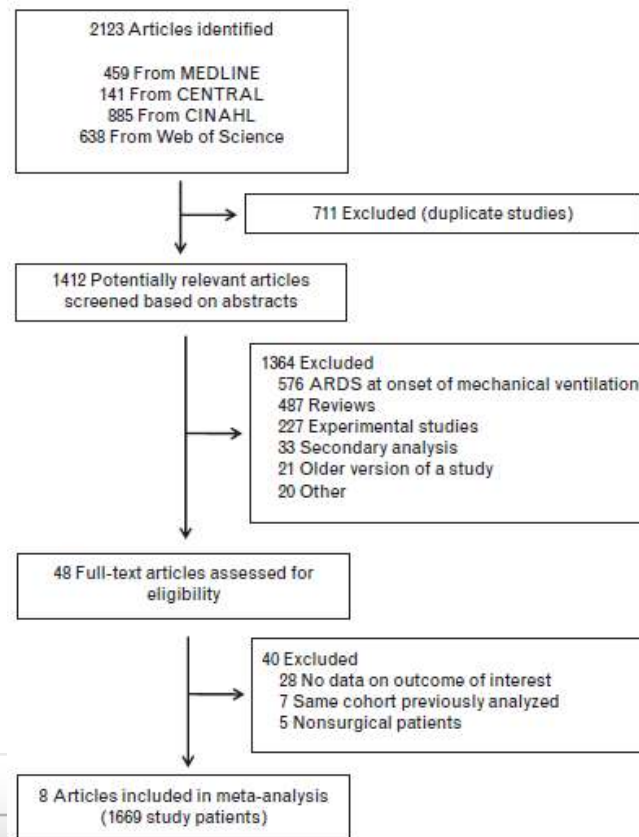 2123 Articles identified
459 From MEDLINE
141 From CENTRAL
885 From CINAHL
638 From Web of Science
711 Excluded (duplicate studies)
1412 Potentially relevant articles
screened based on abstracts
1364 Excluded
576 ARDS at onset of mechanical ventilation
487 Reviews
227 Experimental studies
33 Secondary analysis
21 Older version of a study
20 Other
48 Full-text articles assessed for
eligibility
40 Excluded
28 No data on outcome of interest
7 Same cohort previously analyzed
5 Nonsurgical patients
8 Articles included in meta-analysis
(1669 study patients)